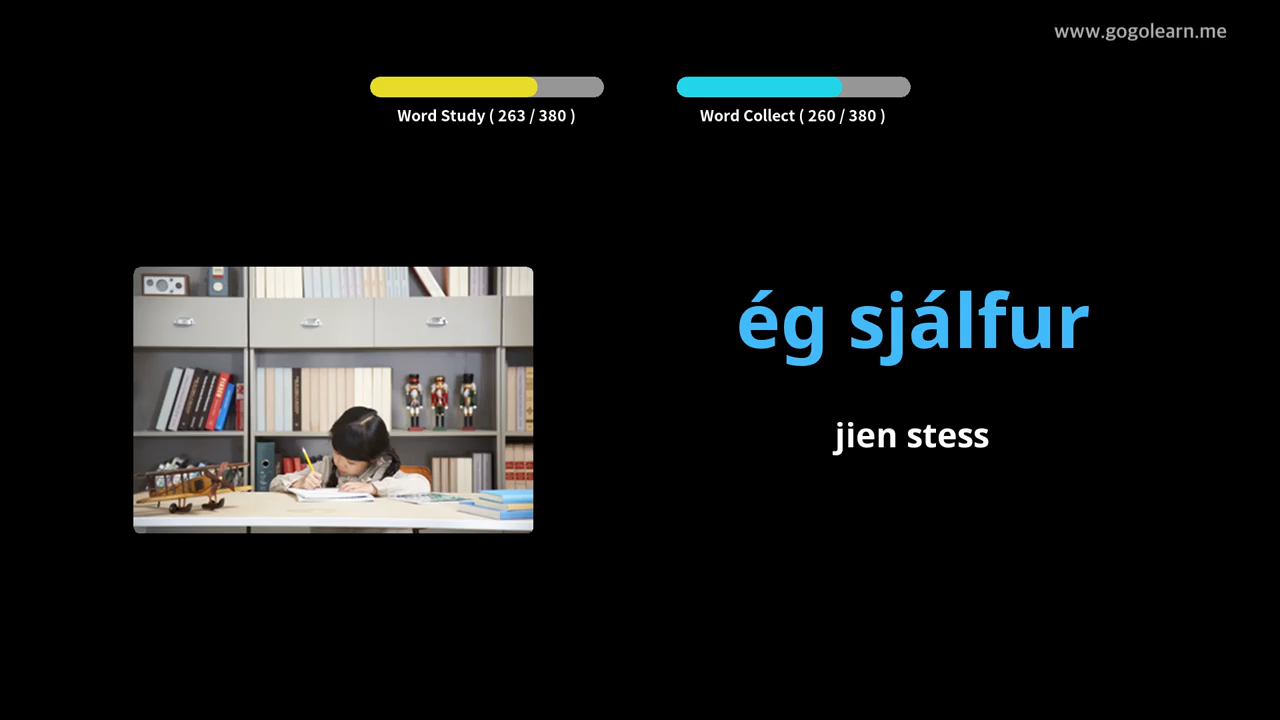 www.gogolearn.me
Word Study ( 263 / 380 )
Word Collect ( 260 / 380 )
ég sjálfur
jien stess